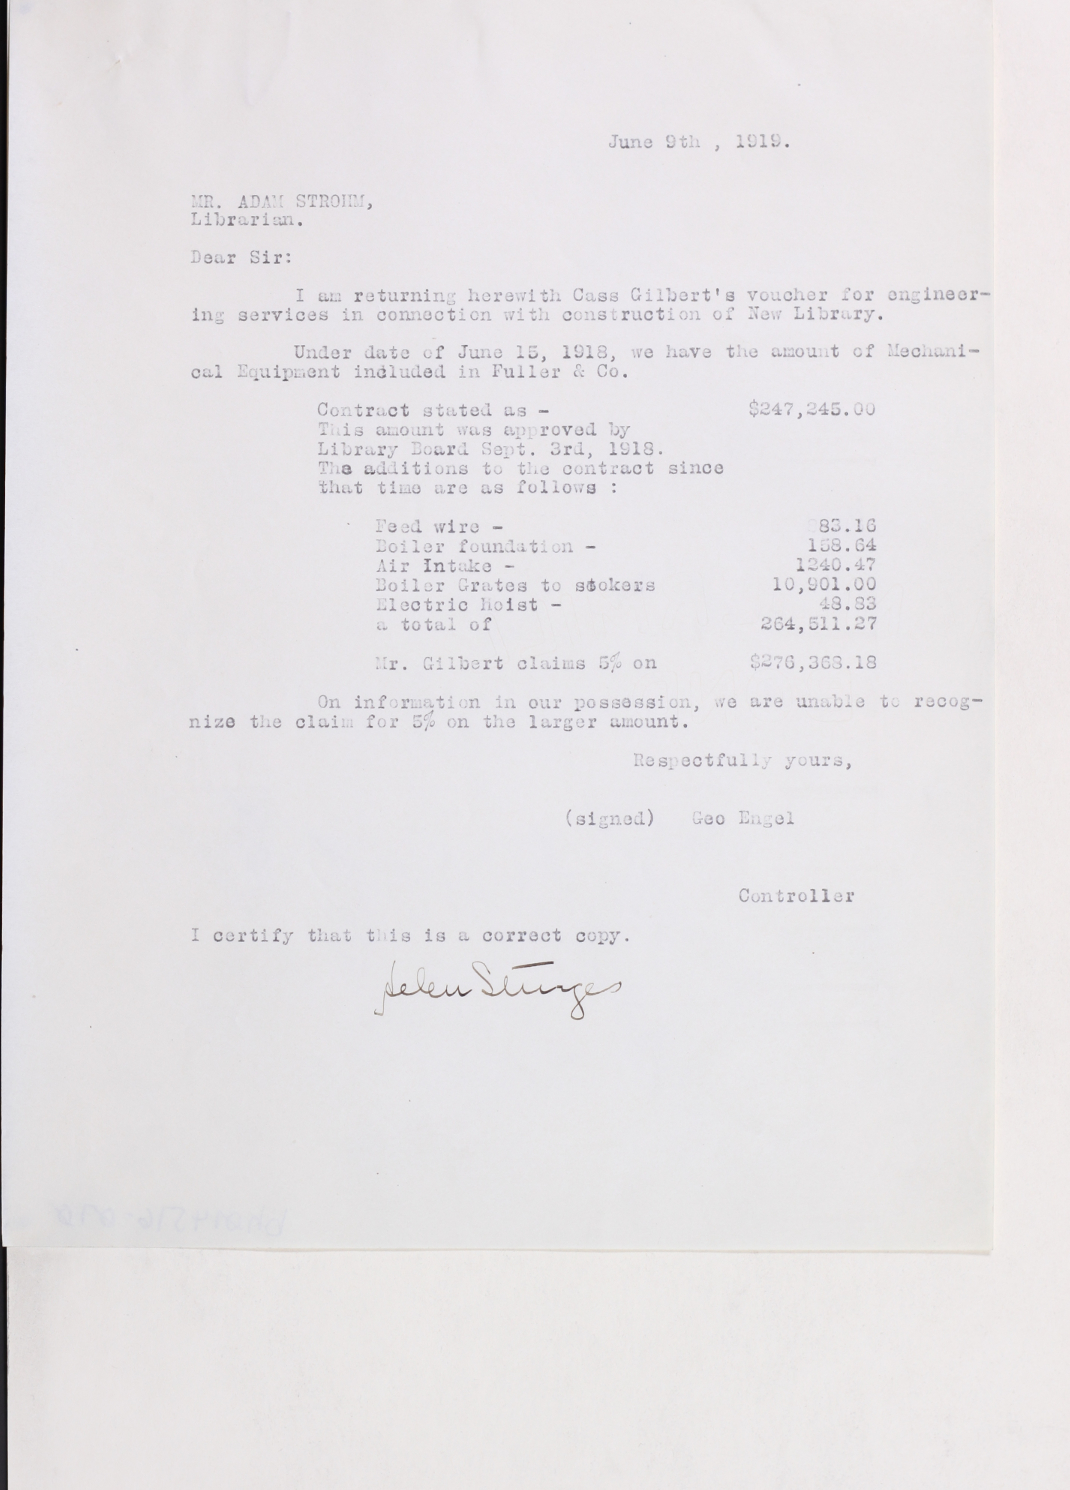 June 9th , 1919.
MR. ADAM STROHM,
Librarian.
Dear Sir:
I am returning herewith Cass Gilbert's voucher for engineer-
ing services in connection with construction of New Library.
Under date of June 15, 1918, we have the amount of Mechani-
cal Equipment included in Fuller & Co.
Contract stated as - $247,245.00
This amount was approved by
Library Board Sept. 3rd, 1918.
The additions to the contract since
that time are as follows :
Feed wire - 83.16
Boiler foundation - 158.64
Air Intake - 1240.47
Boiler Grates to stokers 10,901.00
Electric Hoist - 48.83
a total of 264,511.27
Mr. Gilbert claims 5% on $276,368.18
On information in our possession, we are unable to recog-
nize the claim for 5% on the larger amount.
Respectfully yours,
(signed) Geo Engel
Controller
I certify that this is a correct copy.
Helen Sturges